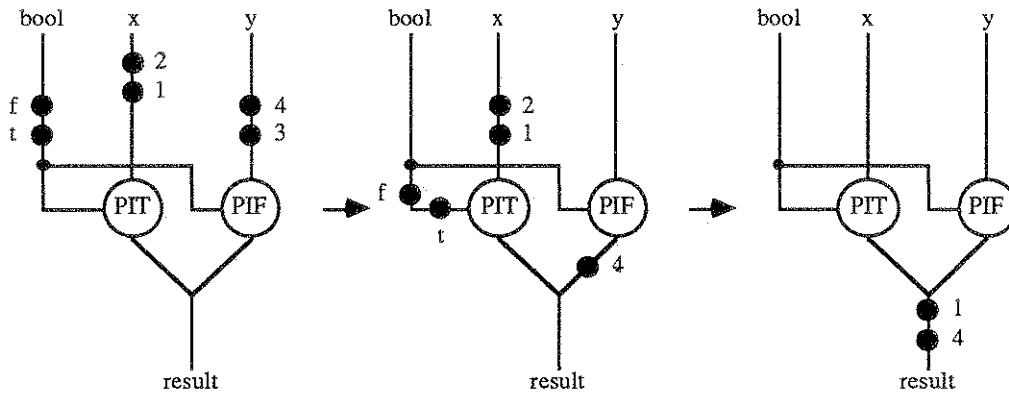 bool x y
2
1
f
t
4
3
PIT PIF
result
bool x y
2
1
f
t
PIT PIF
4
result
bool x y
PIT PIF
1
4
result